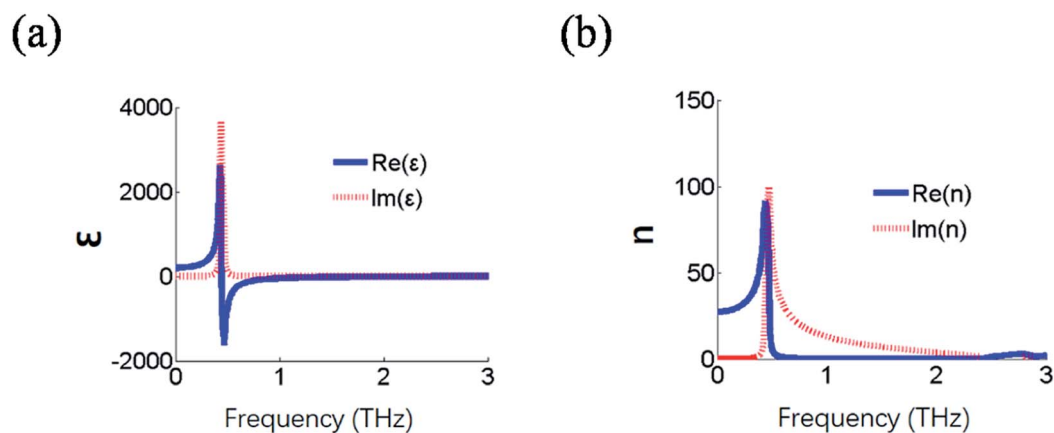 (a)
4000
2000
0
-2000
0
1
2
3
ε
Re(ε)
Im(ε)
Frequency (THz)
(b)
150
100
50
0
0
1
2
3
n
Re(n)
Im(n)
Frequency (THz)